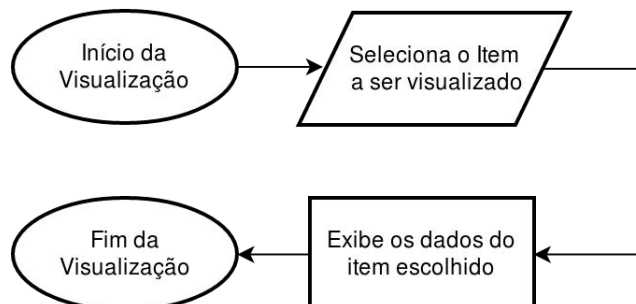 Início da
Visualização
Seleciona o Item
a ser visualizado
Exibe os dados do
item escolhido
Fim da
Visualização